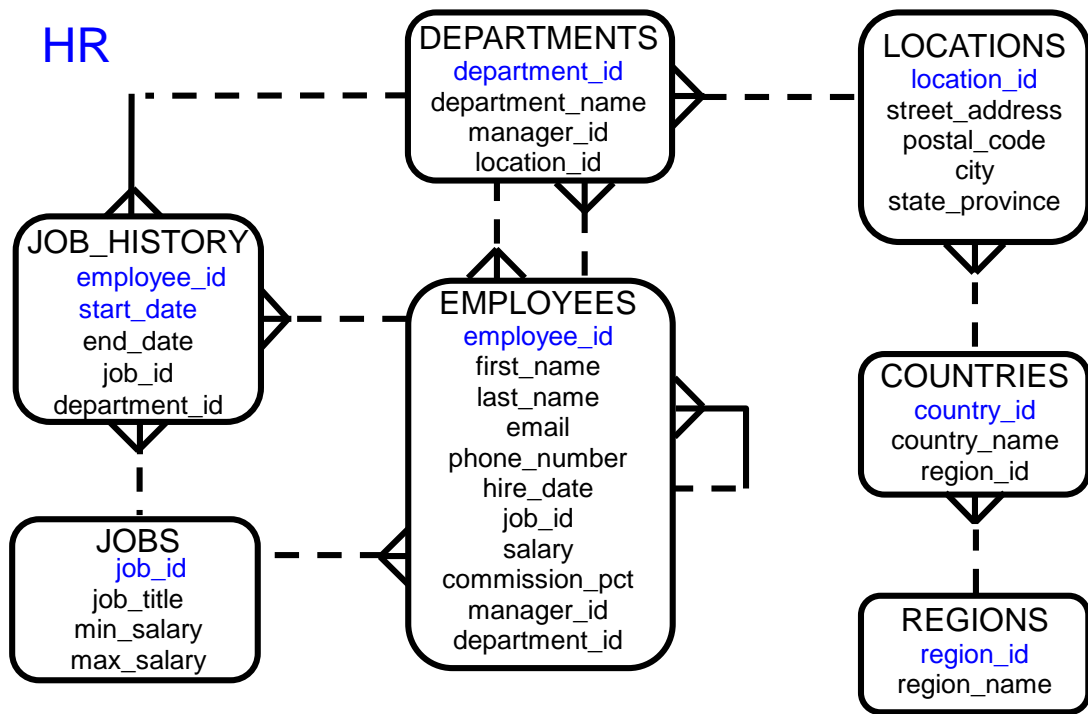 HR
DEPARTMENTS
department_id
department_name
manager_id
location_id
LOCATIONS
location_id
street_address
postal_code
city
state_province
JOB_HISTORY
employee_id
start_date
end_date
job_id
department_id
EMPLOYEES
employee_id
first_name
last_name
email
phone_number
hire_date
job_id
salary
commission_pct
manager_id
department_id
COUNTRIES
country_id
country_name
region_id
JOBS
job_id
job_title
min_salary
max_salary
REGIONS
region_id
region_name